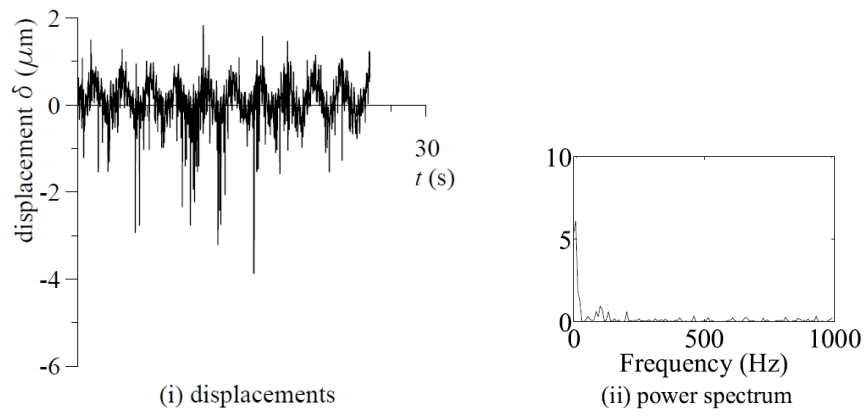 displacement δ (μm)
2
0
-2
-4
-6
30
t (s)
(i) displacements
10
5
0
0
500
1000
Frequency (Hz)
(ii) power spectrum